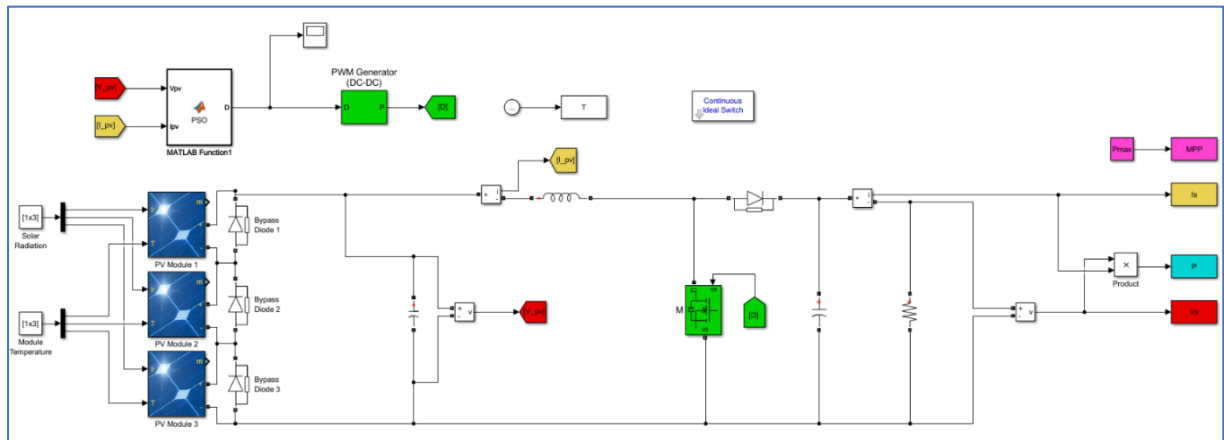 PWM Generator
(DC-DC)
[V_pv]
Vpv
D
D
P
[D]
...
T
Continuous
Ideal Switch
PSO
[I_pv]
Ipv
MATLAB Function1
[I_pv]
Pmax
MPP
+
-
i
+
-
i
Is
[1x3]
Solar
Radiation
m
T
+
-
PV Module 1
Bypass
Diode 1
P
×
Product
m
+
-
PV Module 2
Bypass
Diode 2
+
-
v
[V_pv]
M
D
g
S
[D]
+
-
v
Vs
[1x3]
Module
Temperature
m
T
+
-
PV Module 3
Bypass
Diode 3